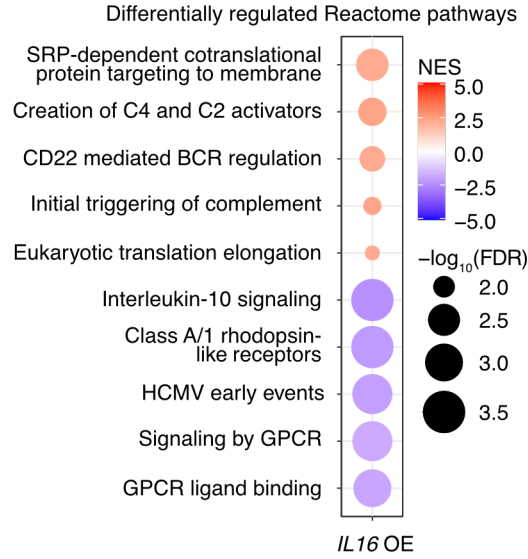 Differentially regulated Reactome pathways
SRP-dependent cotranslational
protein targeting to membrane
Creation of C4 and C2 activators
CD22 mediated BCR regulation
Initial triggering of complement
Eukaryotic translation elongation
Interleukin-10 signaling
Class A/1 rhodopsin-
like receptors
HCMV early events
Signaling by GPCR
GPCR ligand binding
IL16 OE
NES
5.0
2.5
0.0
−2.5
−5.0
−log₁₀(FDR)
2.0
2.5
3.0
3.5